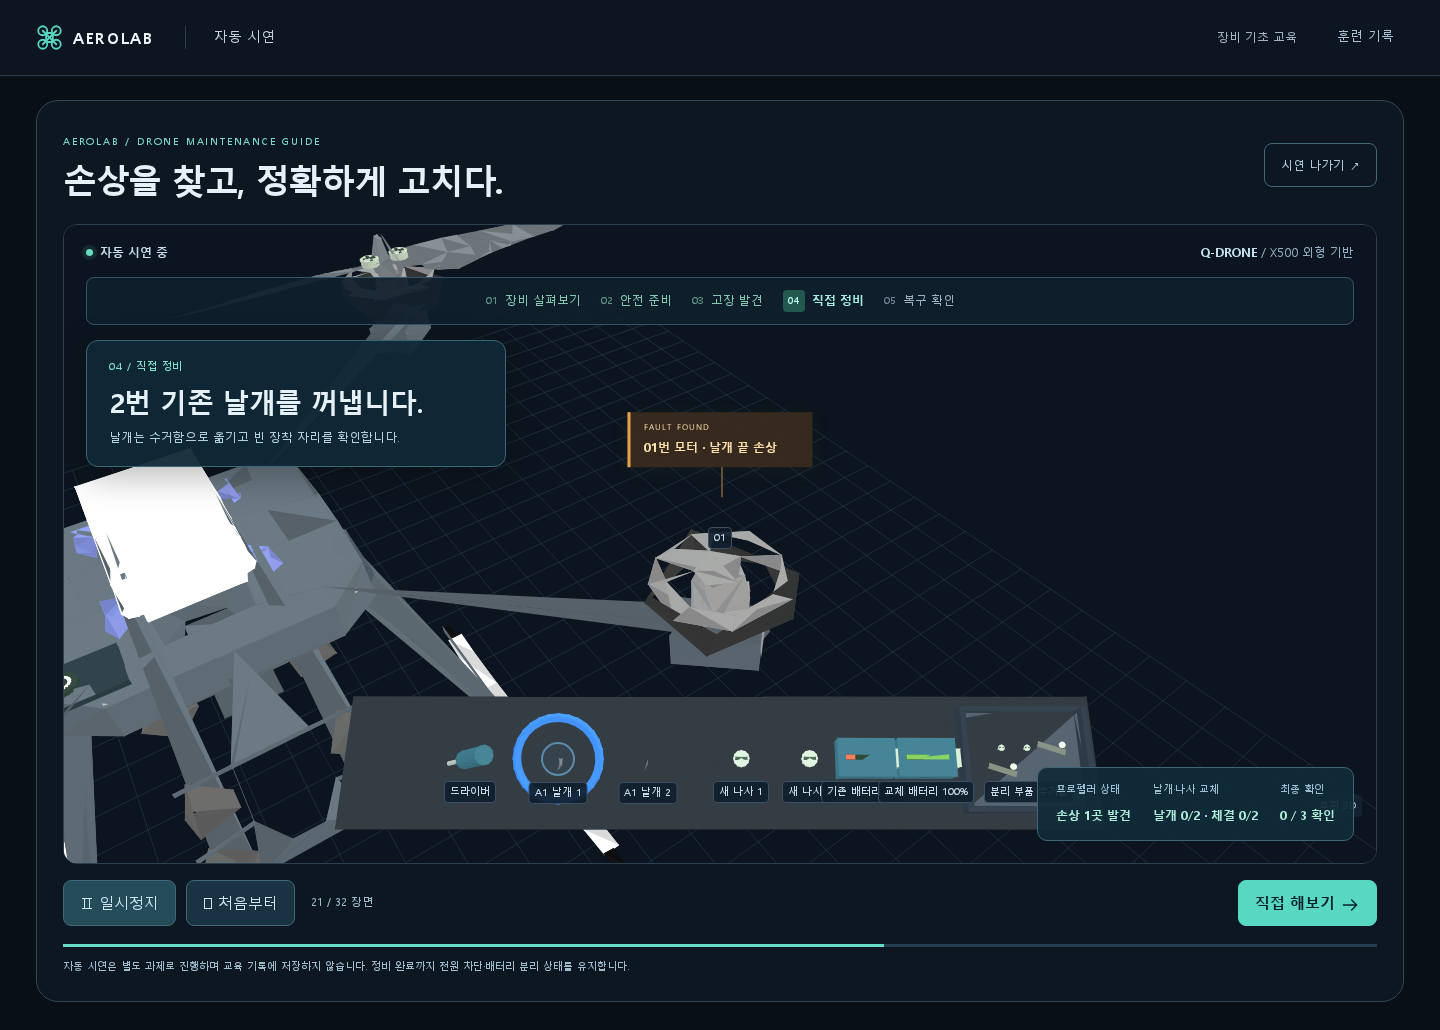 AEROLAB
자동 시연
장비 기초 교육
훈련 기록
AEROLAB / DRONE MAINTENANCE GUIDE
손상을 찾고, 정확하게 고치다.
시연 나가기 ↗
자동 시연 중
Q-DRONE / X500 외형 기반
01 장비 살펴보기
02 안전 준비
03 고장 발견
04 직접 정비
05 복구 확인
04 / 직접 정비
2번 기존 날개를 꺼냅니다.
날개는 수거함으로 옮기고 빈 장착 자리를 확인합니다.
FAULT FOUND
01번 모터 · 날개 끝 손상
01
드라이버
A1 날개 1
A1 날개 2
새 나사 1
새 나사
기존 배터리
교체 배터리 100%
분리 부품
프로펠러 상태
손상 1곳 발견
날개·나사 교체
날개 0/2 · 체결 0/2
최종 확인
0 / 3 확인
일시정지
처음부터
21 / 32 장면
직접 해보기 →
자동 시연은 별도 과제로 진행하며 교육 기록에 저장하지 않습니다. 정비 완료까지 전원 차단·배터리 분리 상태를 유지합니다.